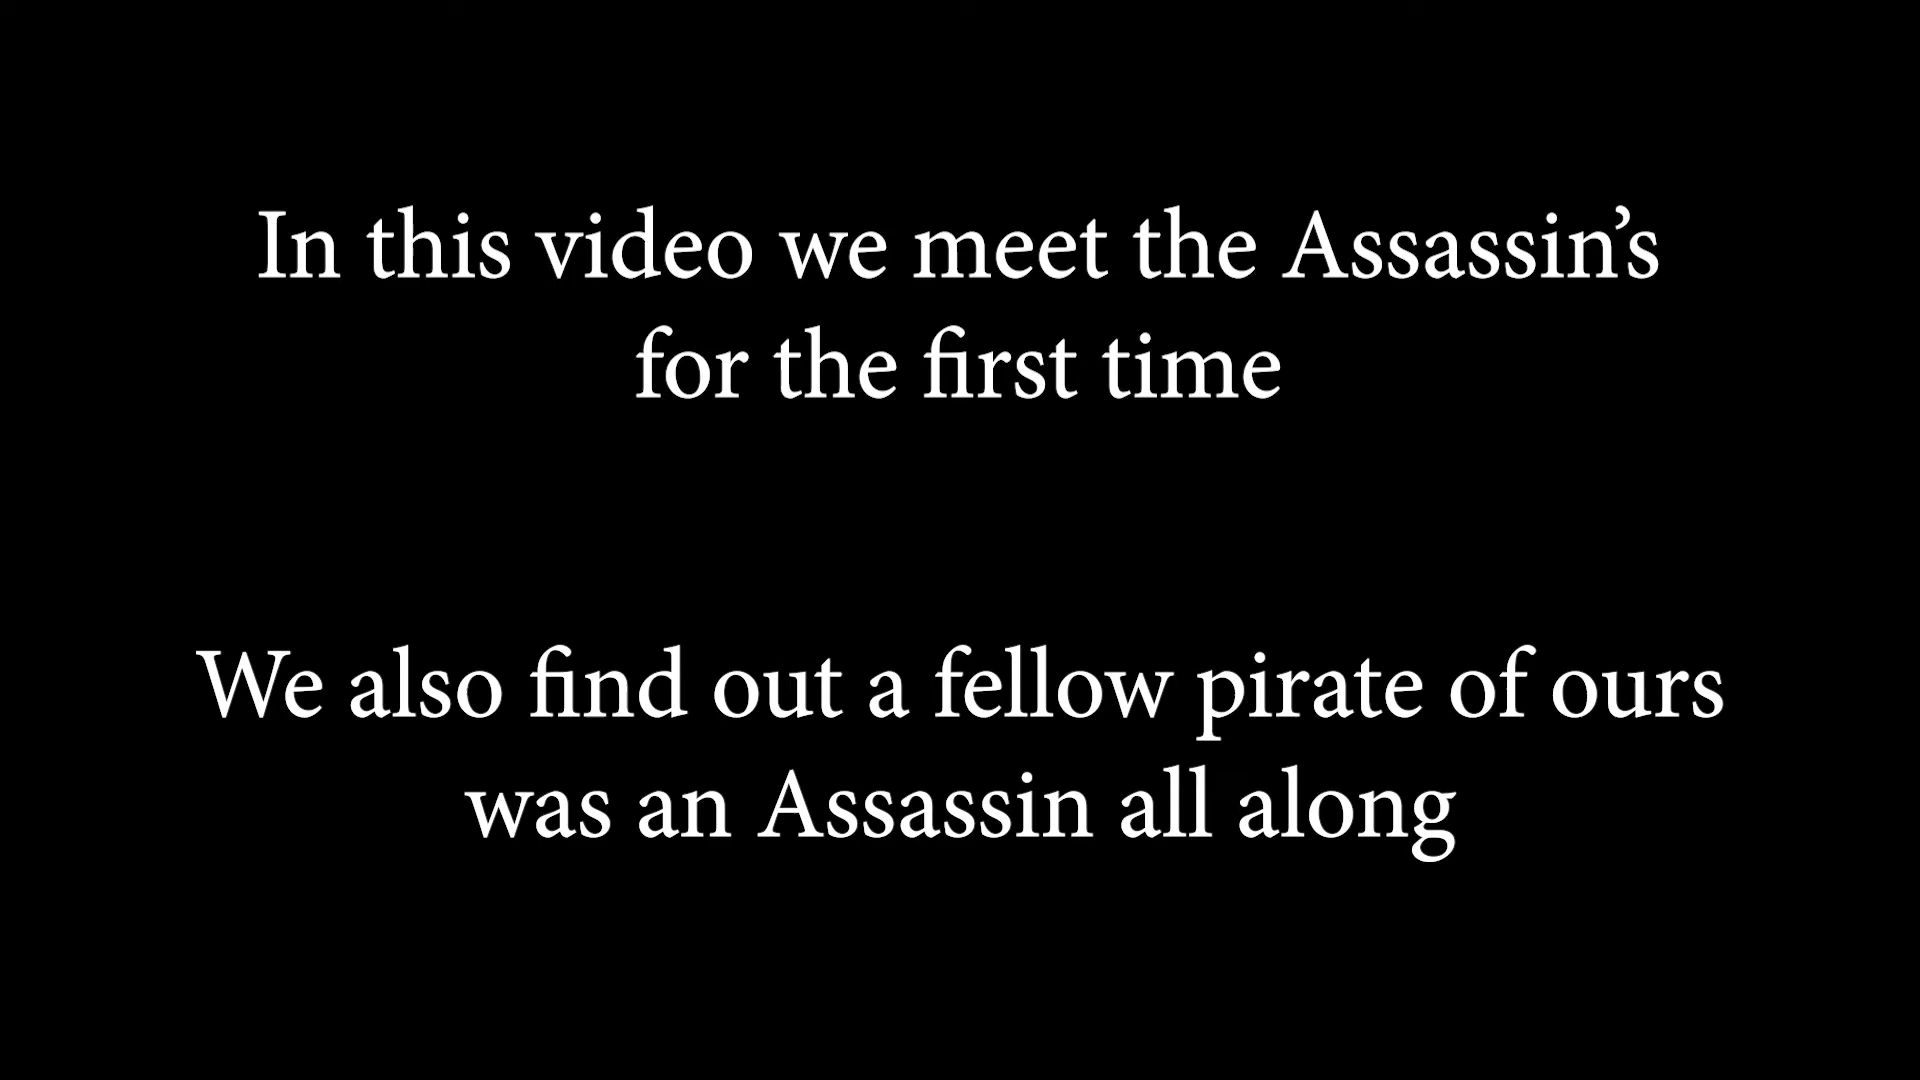 In this video we meet the Assassin’s
for the first time
We also find out a fellow pirate of ours
was an Assassin all along